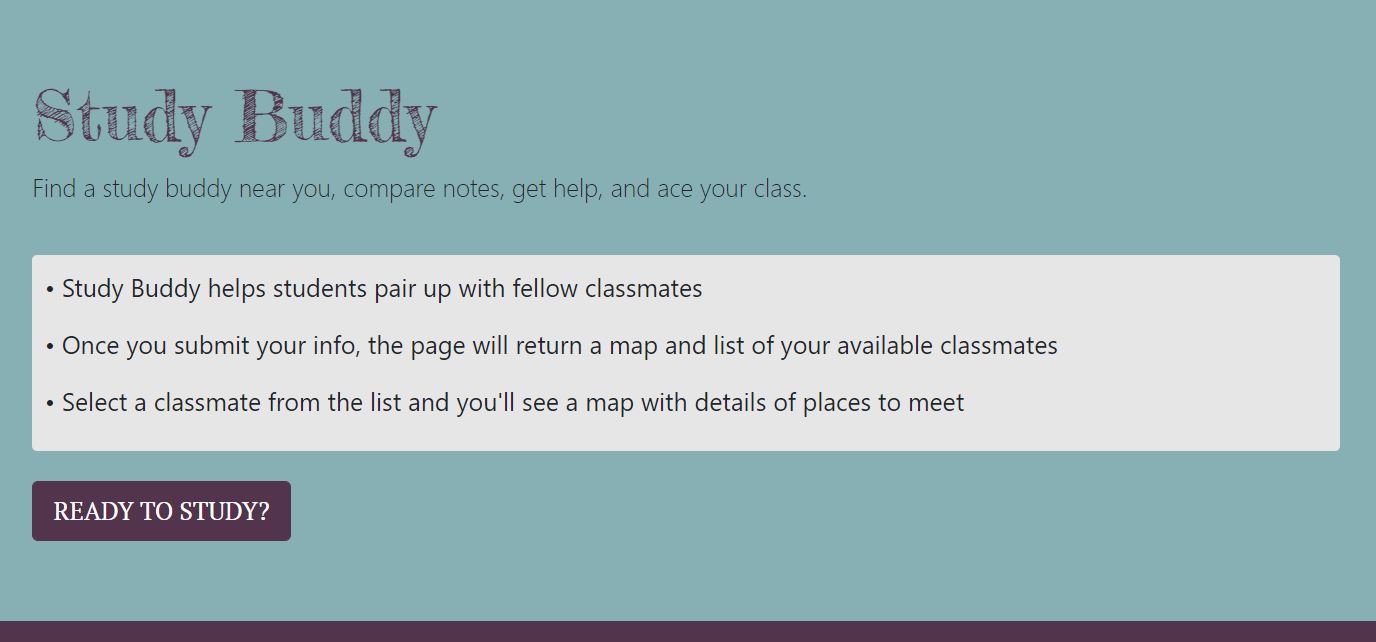 Study Buddy
Find a study buddy near you, compare notes, get help, and ace your class.
• Study Buddy helps students pair up with fellow classmates
• Once you submit your info, the page will return a map and list of your available classmates
• Select a classmate from the list and you'll see a map with details of places to meet
READY TO STUDY?